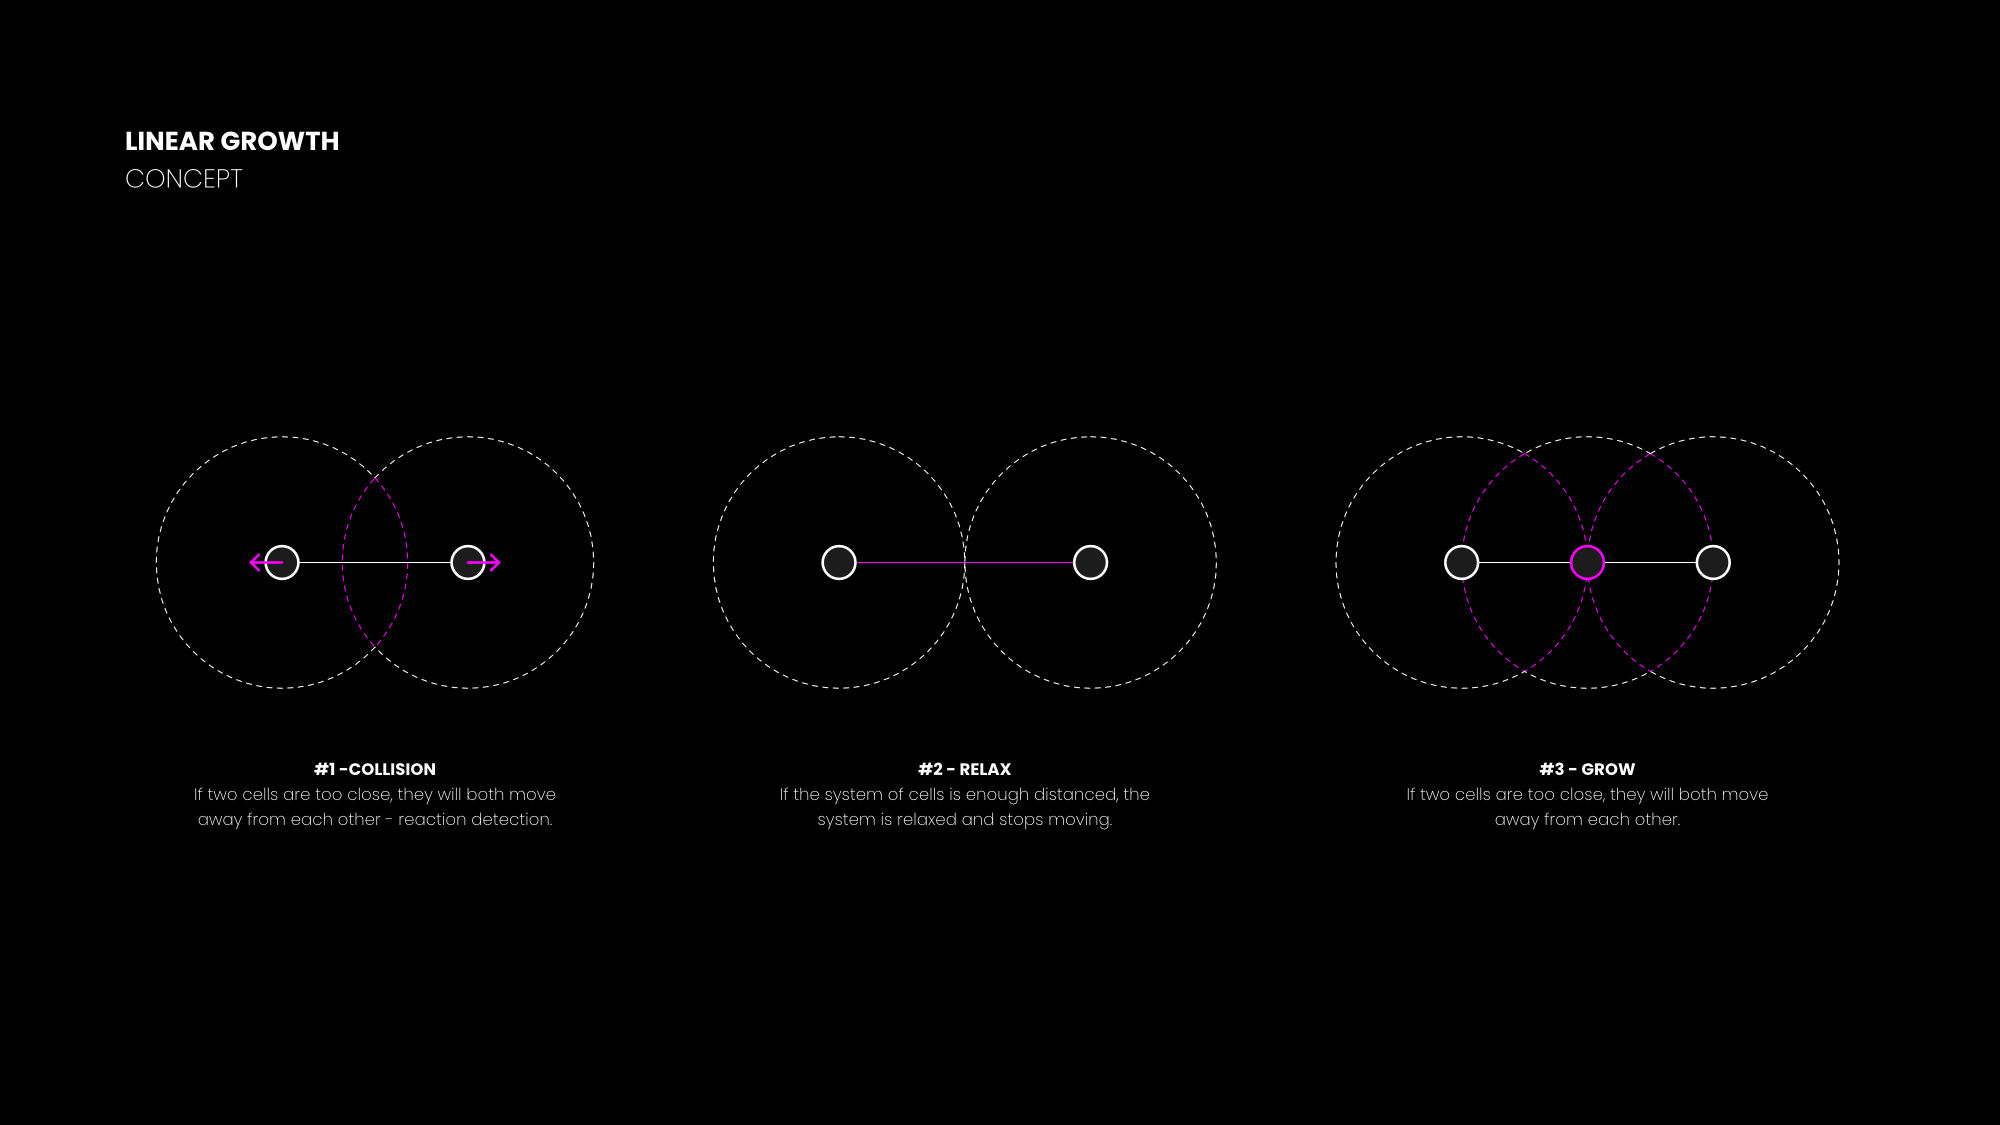 LINEAR GROWTH
CONCEPT
#1 -COLLISION
If two cells are too close, they will both move
away from each other - reaction detection.
#2 - RELAX
If the system of cells is enough distanced, the
system is relaxed and stops moving.
#3 - GROW
If two cells are too close, they will both move
away from each other.